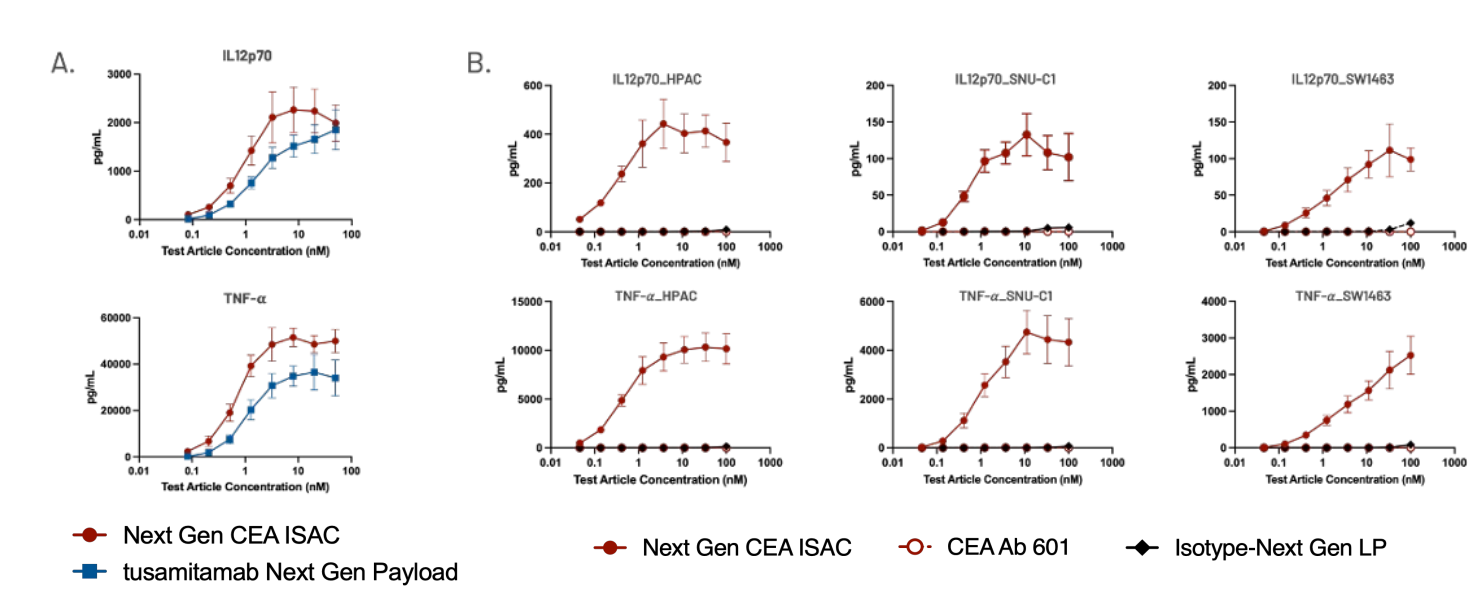 A.
IL12p70
3000
2000
1000
0
pg/mL
0.01 0.1 1 10 100
Test Article Concentration (nM)
TNF-α
60000
40000
20000
0
pg/mL
0.01 0.1 1 10 100
Test Article Concentration (nM)
Next Gen CEA ISAC
tusamitamab Next Gen Payload
B.
IL12p70_HPAC
600
400
200
0
pg/mL
0.01 0.1 1 10 100 1000
Test Article Concentration (nM)
IL12p70_SNU-C1
200
150
100
50
0
pg/mL
0.01 0.1 1 10 100 1000
Test Article Concentration (nM)
IL12p70_SW1463
200
150
100
50
0
pg/mL
0.01 0.1 1 10 100 1000
Test Article Concentration (nM)
TNF-α_HPAC
15000
10000
5000
0
pg/mL
0.01 0.1 1 10 100 1000
Test Article Concentration (nM)
TNF-α_SNU-C1
6000
4000
2000
0
pg/mL
0.01 0.1 1 10 100 1000
Test Article Concentration (nM)
TNF-α_SW1463
4000
3000
2000
1000
0
pg/mL
0.01 0.1 1 10 100 1000
Test Article Concentration (nM)
Next Gen CEA ISAC
CEA Ab 601
Isotype-Next Gen LP